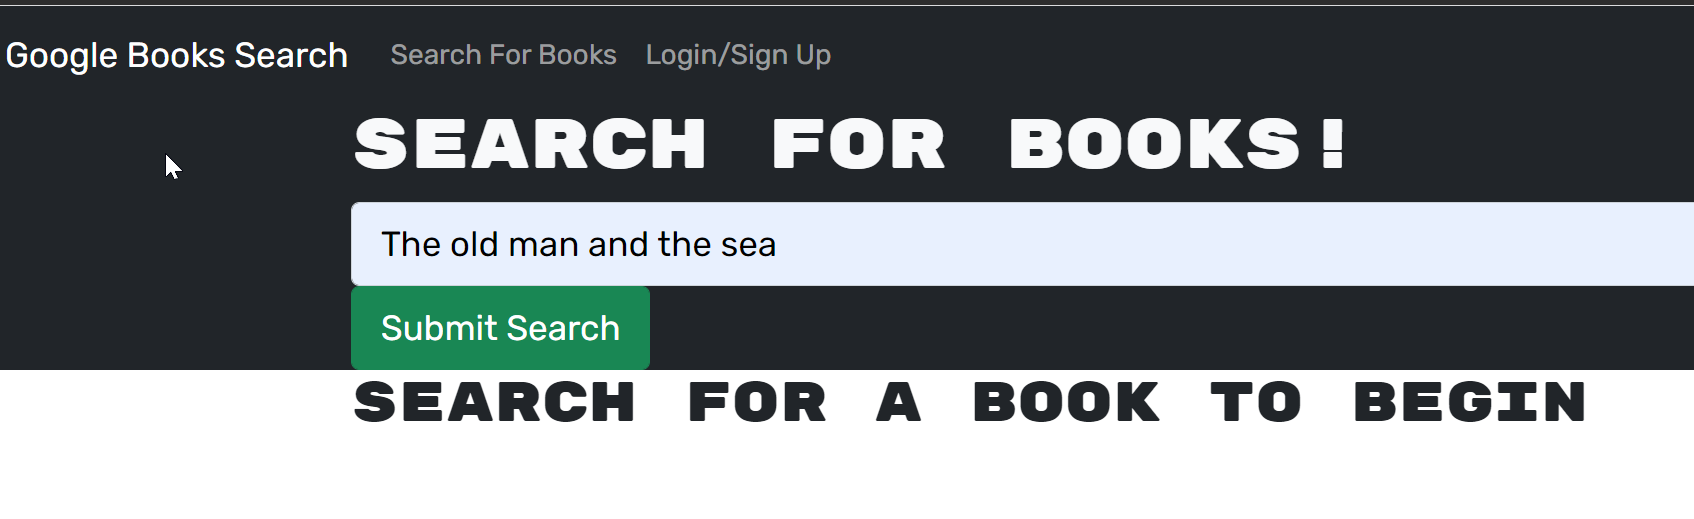 Google Books Search Search For Books Login/Sign Up
SEARCH FOR BOOKS!
The old man and the sea
Submit Search
SEARCH FOR A BOOK TO BEGIN